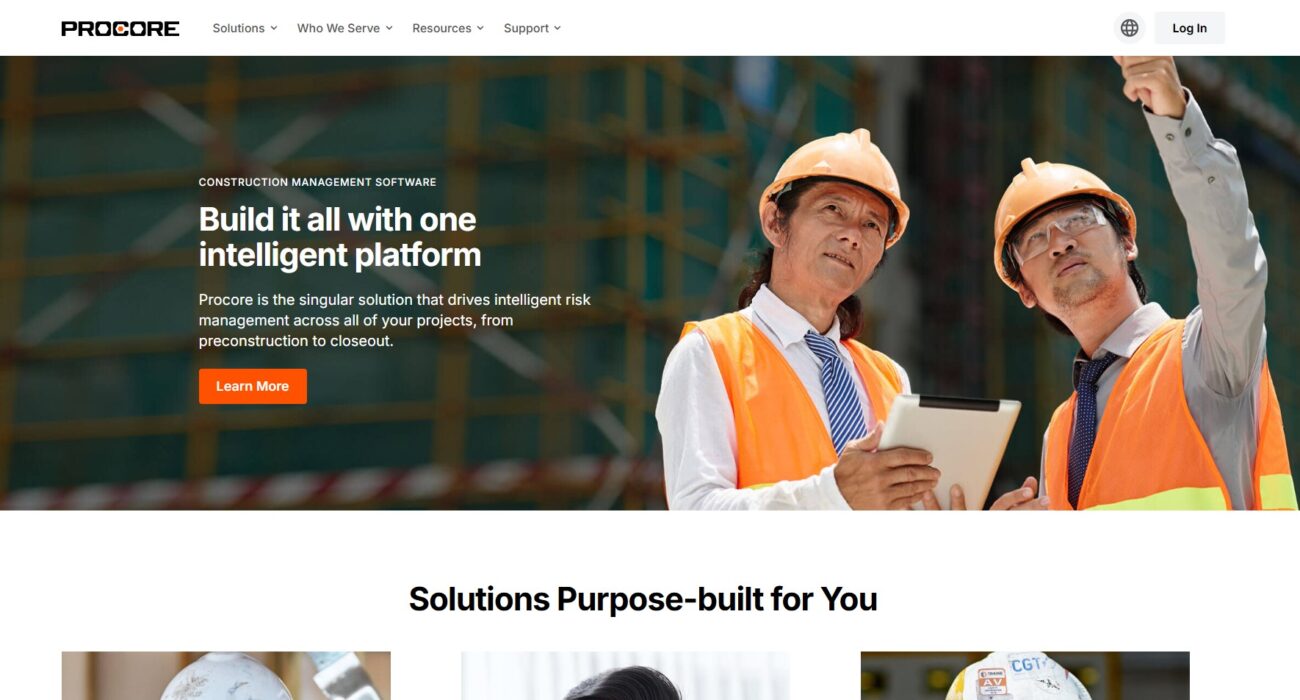 PROCORE Solutions Who We Serve Resources Support Log In
CONSTRUCTION MANAGEMENT SOFTWARE
Build it all with one
intelligent platform
Procore is the singular solution that drives intelligent risk
management across all of your projects, from
preconstruction to closeout.
Learn More
Solutions Purpose-built for You
CGT
AV